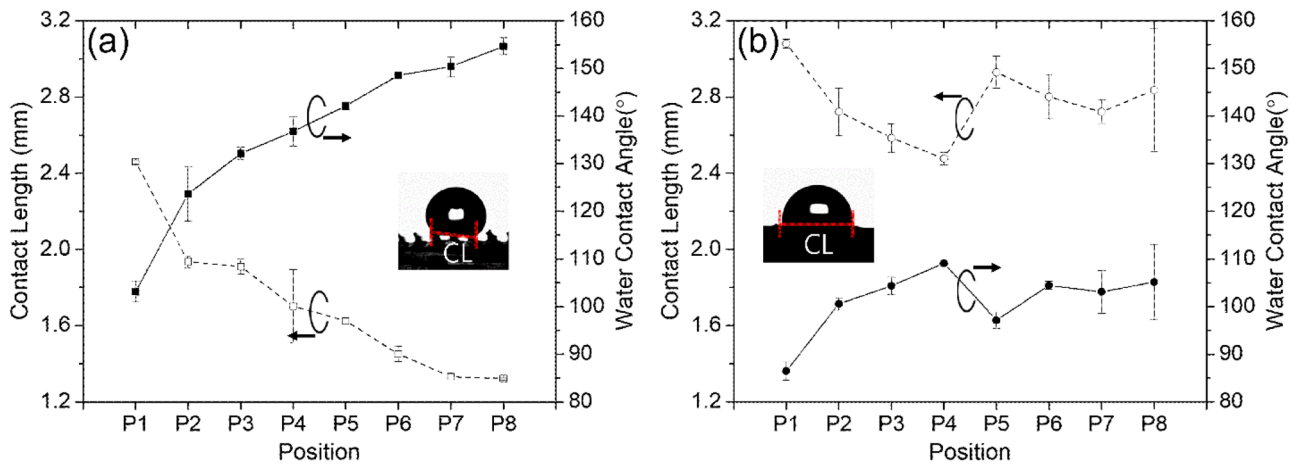 (a)
Contact Length (mm)
3.2
2.8
2.4
2.0
1.6
1.2
P1 P2 P3 P4 P5 P6 P7 P8
Position
160
150
140
130
120
110
100
90
80
Water Contact Angle(°)
CL
(b)
Contact Length (mm)
3.2
2.8
2.4
2.0
1.6
1.2
P1 P2 P3 P4 P5 P6 P7 P8
Position
160
150
140
130
120
110
100
90
80
Water Contact Angle(°)
CL